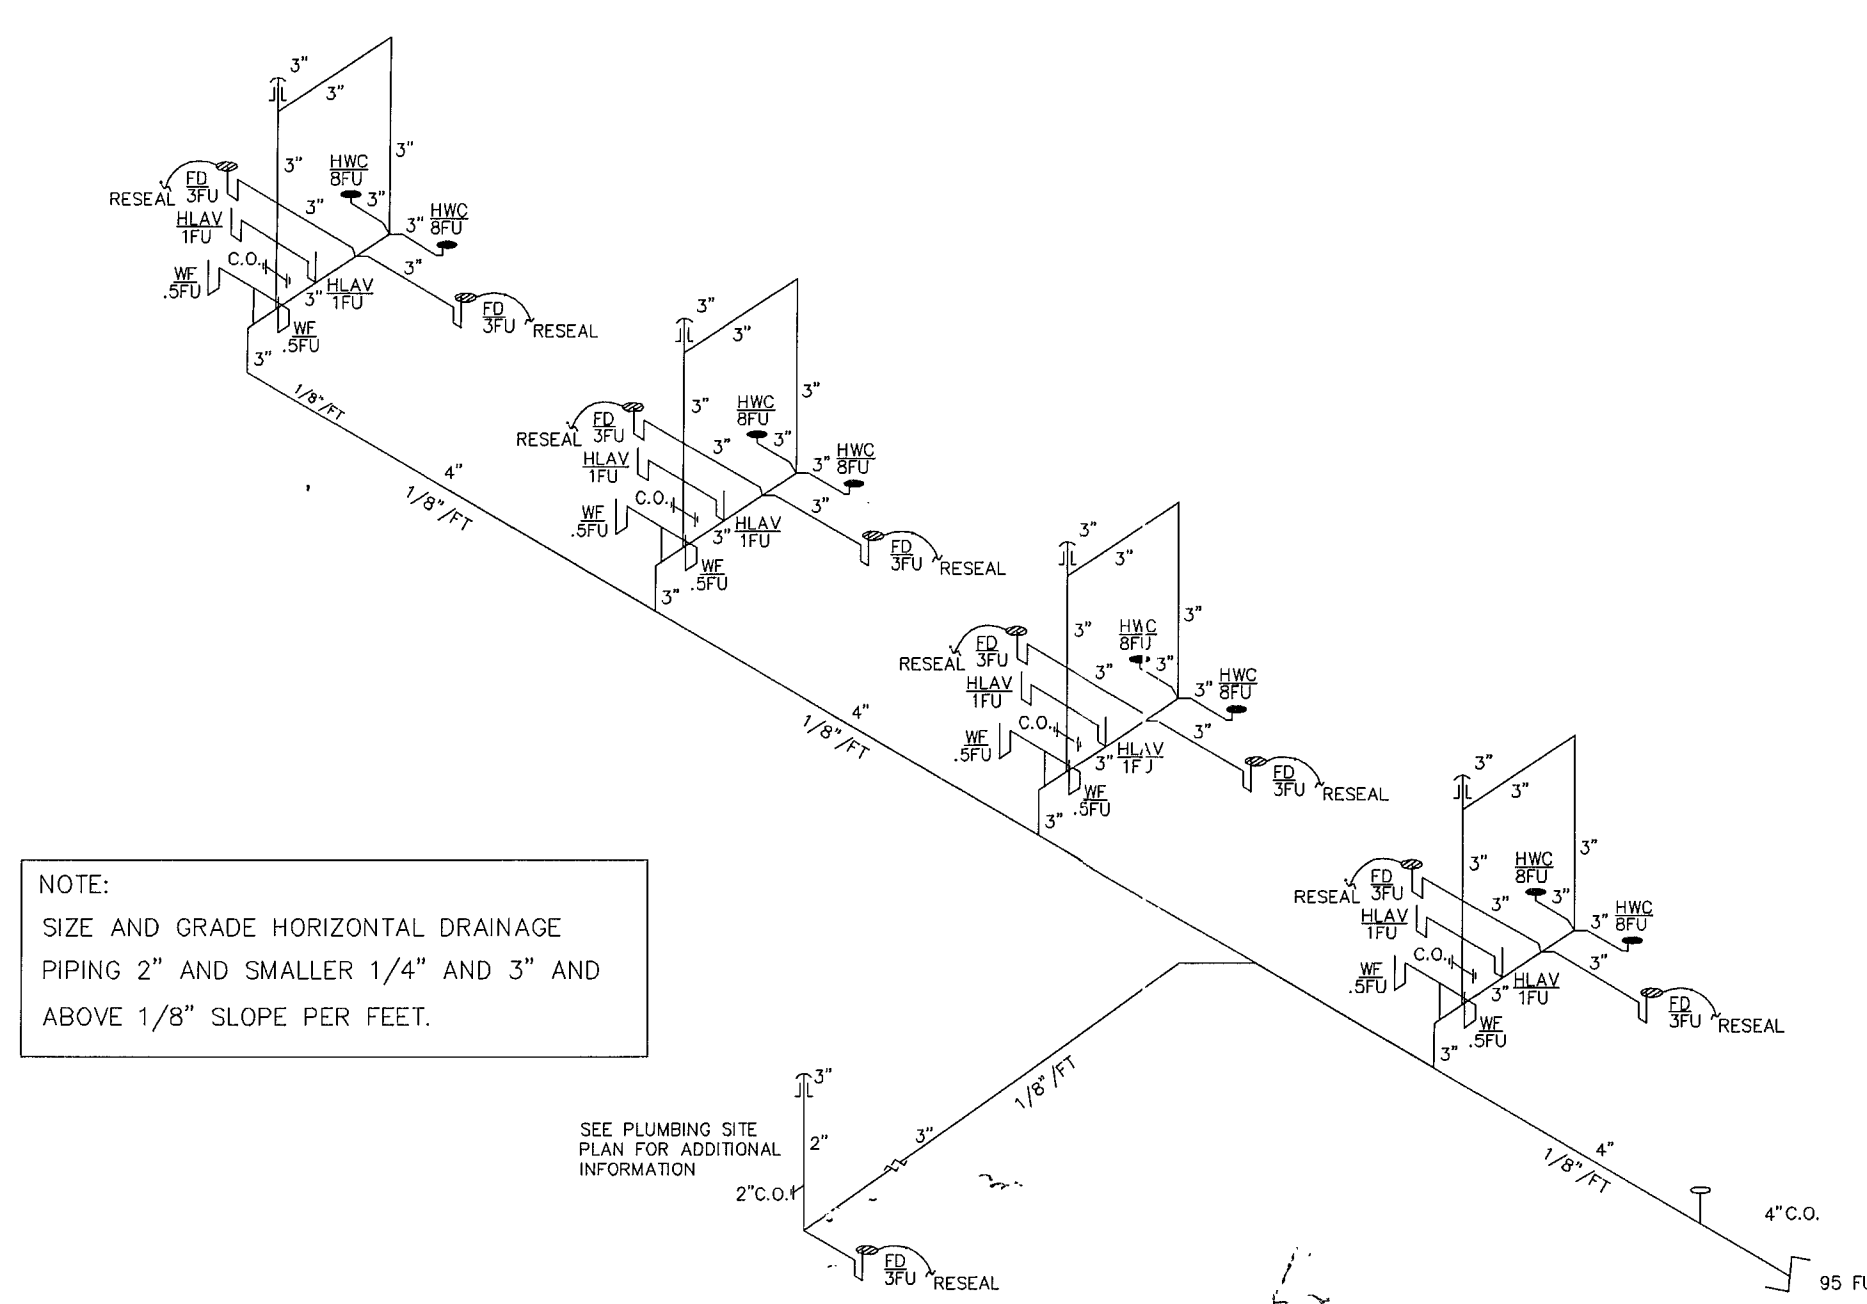 3"
3"
3"
3"
HWC
8FU
RESEAL
FD
3FU
3"
3"
3"
HWC
8FU
HLAV
1FU
C.O.
3"
WF
.5FU
3"
HLAV
1FU
FD
3FU
RESEAL
WF
.5FU
3"
1/8"/FT
4"
1/8"/FT
3"
3"
3"
3"
HWC
8FU
RESEAL
FD
3FU
3"
3"
3"
HWC
8FU
HLAV
1FU
C.O.
3"
WF
.5FU
3"
HLAV
1FU
FD
3FU
RESEAL
WF
.5FU
3"
4"
1/8"/FT
3"
3"
3"
3"
HWC
8FU
RESEAL
FD
3FU
3"
3"
3"
HWC
8FU
HLAV
1FU
C.O.
3"
WF
.5FU
3"
HLAV
FD
3FU
RESEAL
WF
.5FU
3"
3"
3"
3"
3"
HWC
8FU
RESEAL
FD
3FU
3"
3"
3"
HWC
8FU
HLAV
1FU
C.O.
3"
WF
.5FU
3"
HLAV
1FU
FD
3FU
RESEAL
WF
.5FU
3"
NOTE:
SIZE AND GRADE HORIZONTAL DRAINAGE
PIPING 2" AND SMALLER 1/4" AND 3" AND
ABOVE 1/8" SLOPE PER FEET.
3"
1/8"/FT
3"
2"
SEE PLUMBING SITE
PLAN FOR ADDITIONAL
INFORMATION
2"C.O.
FD
3FU
RESEAL
4"
1/8"/FT
4"C.O.
95